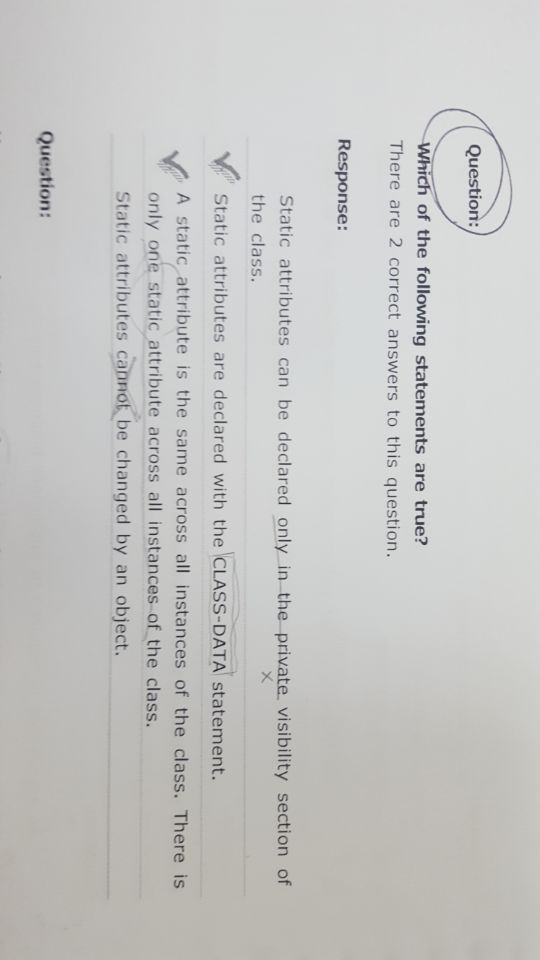 Question:
Which of the following statements are true?
There are 2 correct answers to this question.
Response:
Static attributes can be declared only in the private visibility section of
the class.
Static attributes are declared with the CLASS-DATA statement.
A static attribute is the same across all instances of the class. There is
only one static attribute across all instances of the class.
Static attributes cannot be changed by an object.
Question: